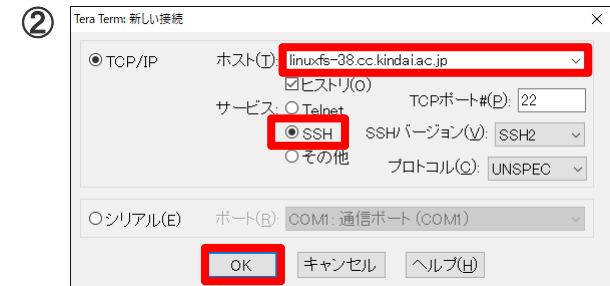 ②
Tera Term: 新しい接続
TCP/IP
ホスト(T): linuxfs-38.cc.kindai.ac.jp
ヒストリ(O)
サービス: Telnet
TCPポート#(P): 22
SSH
SSHバージョン(V): SSH2
その他
プロトコル(C): UNSPEC
シリアル(E)
ポート(R): COM1: 通信ポート (COM1)
OK
キャンセル
ヘルプ(H)